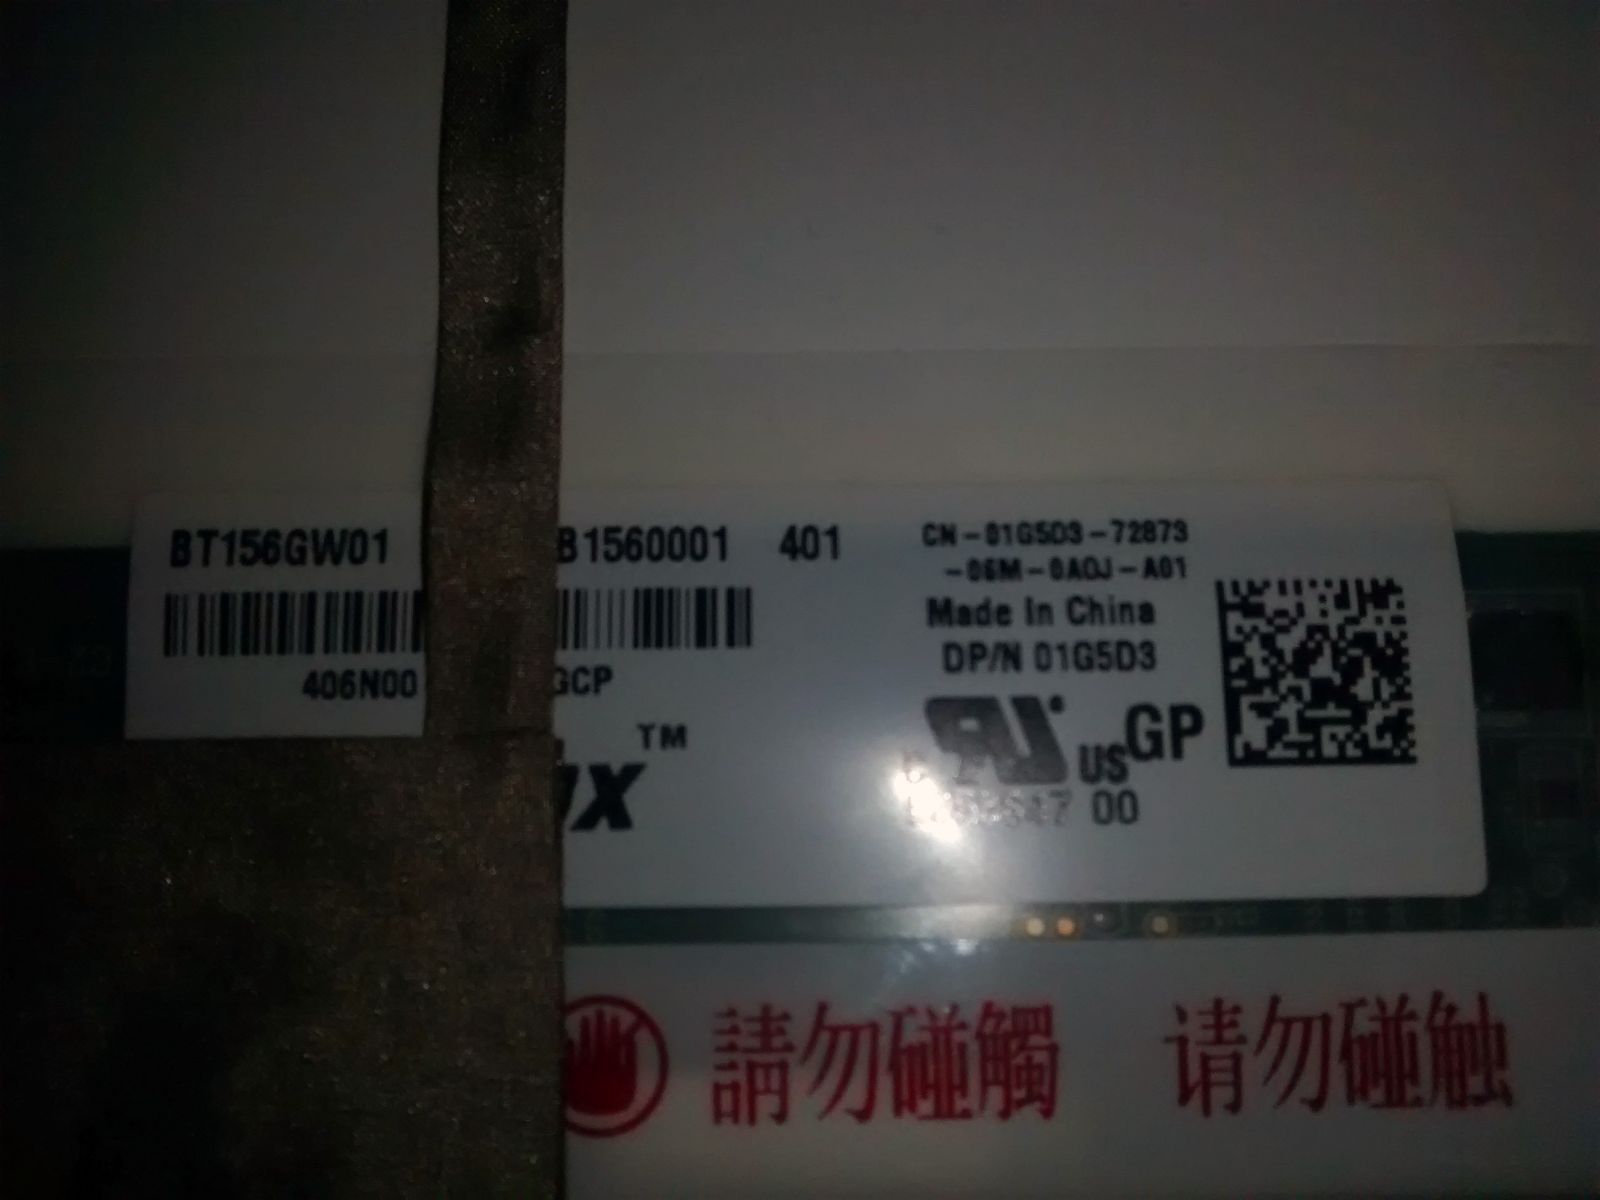 BT156GW01 B1560001 401
406N00 GCP
TM
CN-01G5D3-72873
-06M-0A0J-A01
Made In China
DP/N 01G5D3
US GP
00
請勿碰觸 请勿碰触